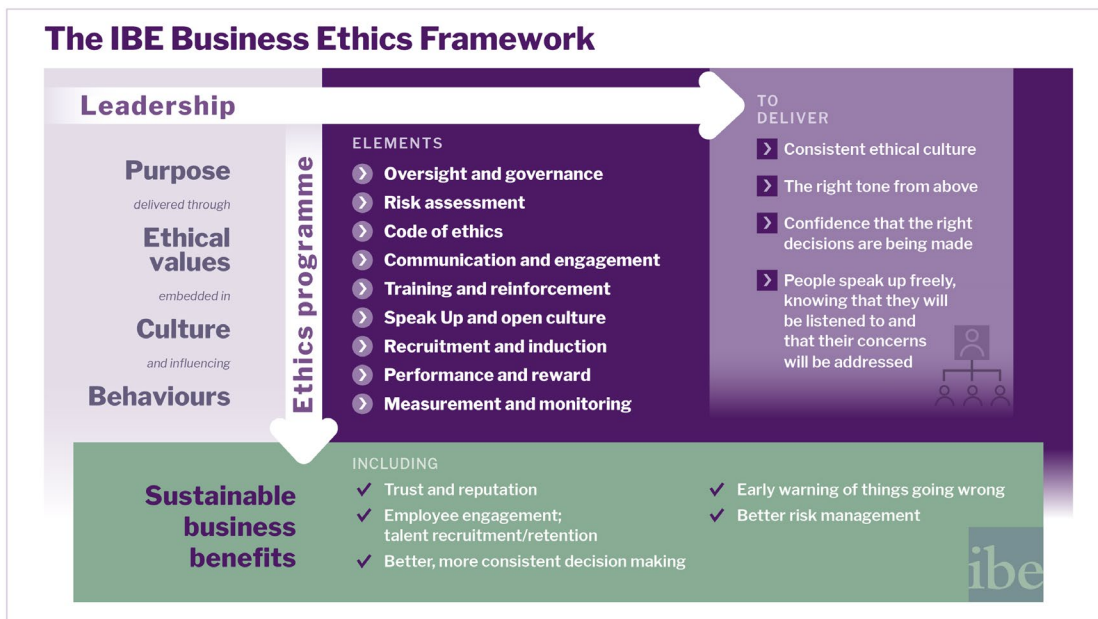 The IBE Business Ethics Framework
Leadership
Purpose
delivered through
Ethical
values
embedded in
Culture
and influencing
Behaviours
Ethics programme
ELEMENTS
Oversight and governance
Risk assessment
Code of ethics
Communication and engagement
Training and reinforcement
Speak Up and open culture
Recruitment and induction
Performance and reward
Measurement and monitoring
TO
DELIVER
Consistent ethical culture
The right tone from above
Confidence that the right
decisions are being made
People speak up freely,
knowing that they will
be listened to and
that their concerns
will be addressed
Sustainable
business
benefits
INCLUDING
Trust and reputation
Employee engagement;
talent recruitment/retention
Better, more consistent decision making
Early warning of things going wrong
Better risk management
ibe